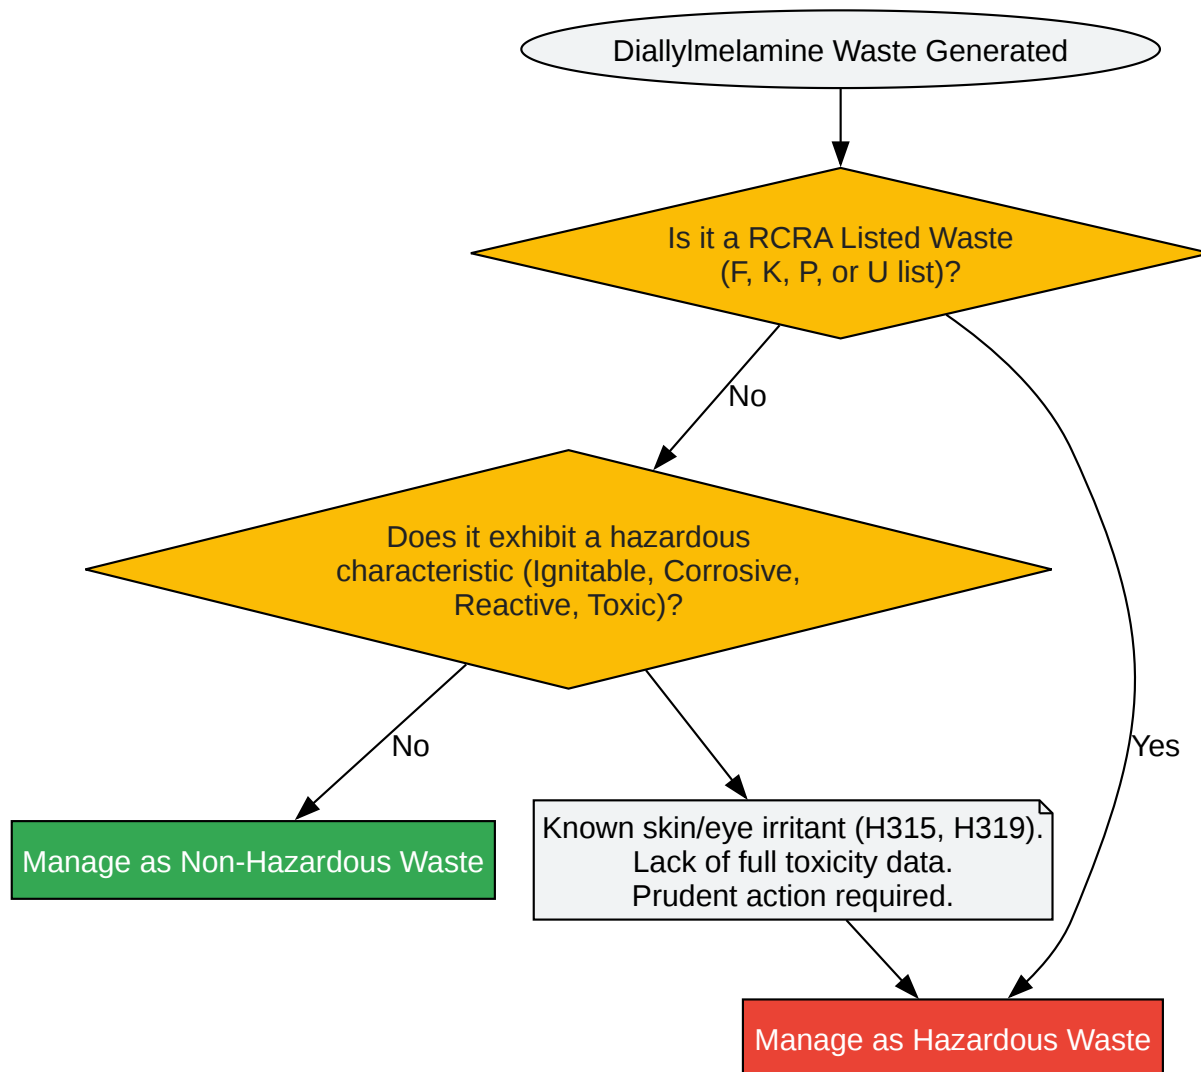 Diallylmelamine Waste Generated
Is it a RCRA Listed Waste
(F, K, P, or U list)?
No
Does it exhibit a hazardous
characteristic (Ignitable, Corrosive,
Reactive, Toxic)?
No
Yes
Manage as Non-Hazardous Waste
Known skin/eye irritant (H315, H319).
Lack of full toxicity data.
Prudent action required.
Manage as Hazardous Waste